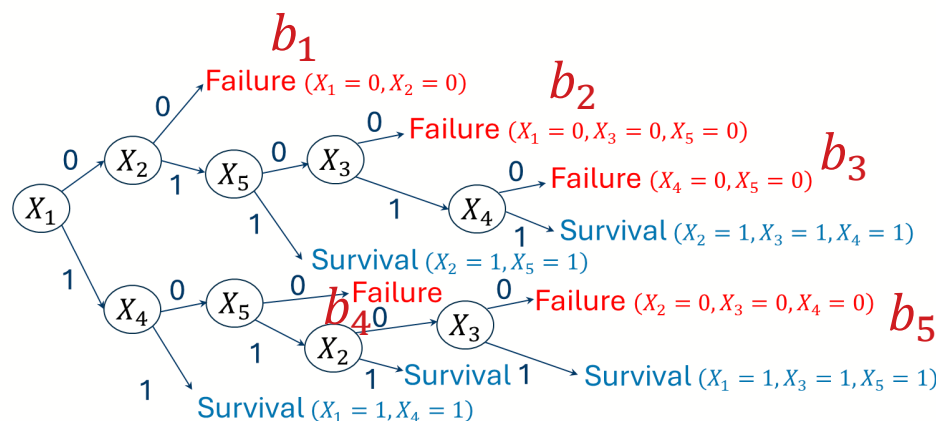 b₁
Failure (X₁ = 0, X₂ = 0)
b₂
0
0
Failure (X₁ = 0, X₃ = 0, X₅ = 0)
b₃
0 X₂ 0 X₃ 0
Failure (X₄ = 0, X₅ = 0)
1 X₅
X₁ 1 X₄
1 Survival (X₂ = 1, X₃ = 1, X₄ = 1)
1
Survival (X₂ = 1, X₅ = 1)
1 0 X₅ 0 Failure 0 Failure (X₂ = 0, X₃ = 0, X₄ = 0)
X₄ b₄ 0 X₃ b₅
1 X₂
1 1 Survival 1 Survival (X₁ = 1, X₃ = 1, X₅ = 1)
Survival (X₁ = 1, X₄ = 1)